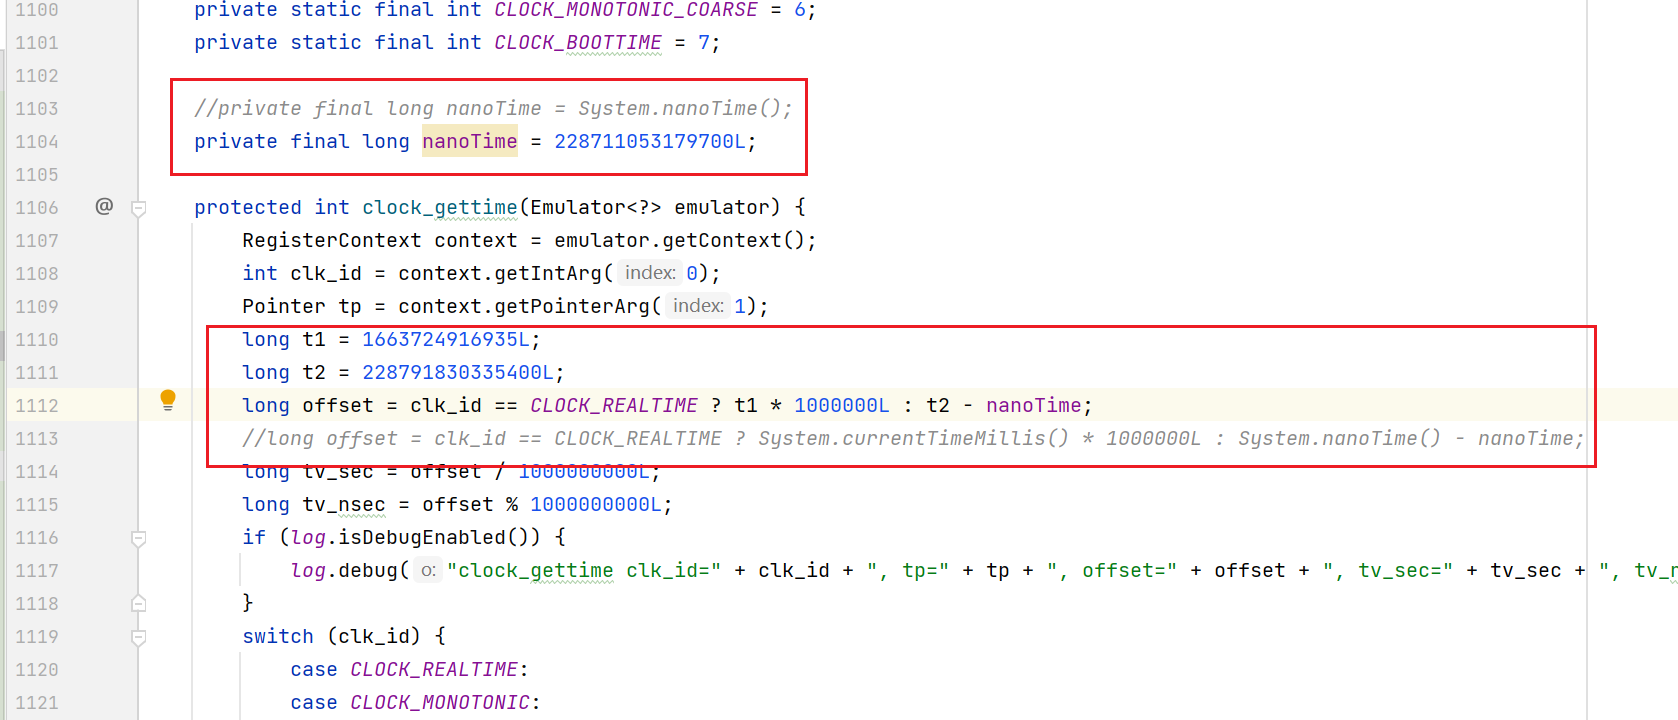 1100 private static final int CLOCK_MONOTONIC_COARSE = 6;
1101 private static final int CLOCK_BOOTTIME = 7;
1102
1103 //private final long nanoTime = System.nanoTime();
1104 private final long nanoTime = 228711053179700L;
1105
1106 @ protected int clock_gettime(Emulator<?> emulator) {
1107 RegisterContext context = emulator.getContext();
1108 int clk_id = context.getIntArg( index: 0);
1109 Pointer tp = context.getPointerArg( index: 1);
1110 long t1 = 1663724916935L;
1111 long t2 = 228791830335400L;
1112 long offset = clk_id == CLOCK_REALTIME ? t1 * 1000000L : t2 - nanoTime;
1113 //long offset = clk_id == CLOCK_REALTIME ? System.currentTimeMillis() * 1000000L : System.nanoTime() - nanoTime;
1114 long tv_sec = offset / 1000000000L;
1115 long tv_nsec = offset % 1000000000L;
1116 if (log.isDebugEnabled()) {
1117 log.debug( o: "clock_gettime clk_id=" + clk_id + ", tp=" + tp + ", offset=" + offset + ", tv_sec=" + tv_sec + ", tv_n
1118 }
1119 switch (clk_id) {
1120 case CLOCK_REALTIME:
1121 case CLOCK_MONOTONIC: